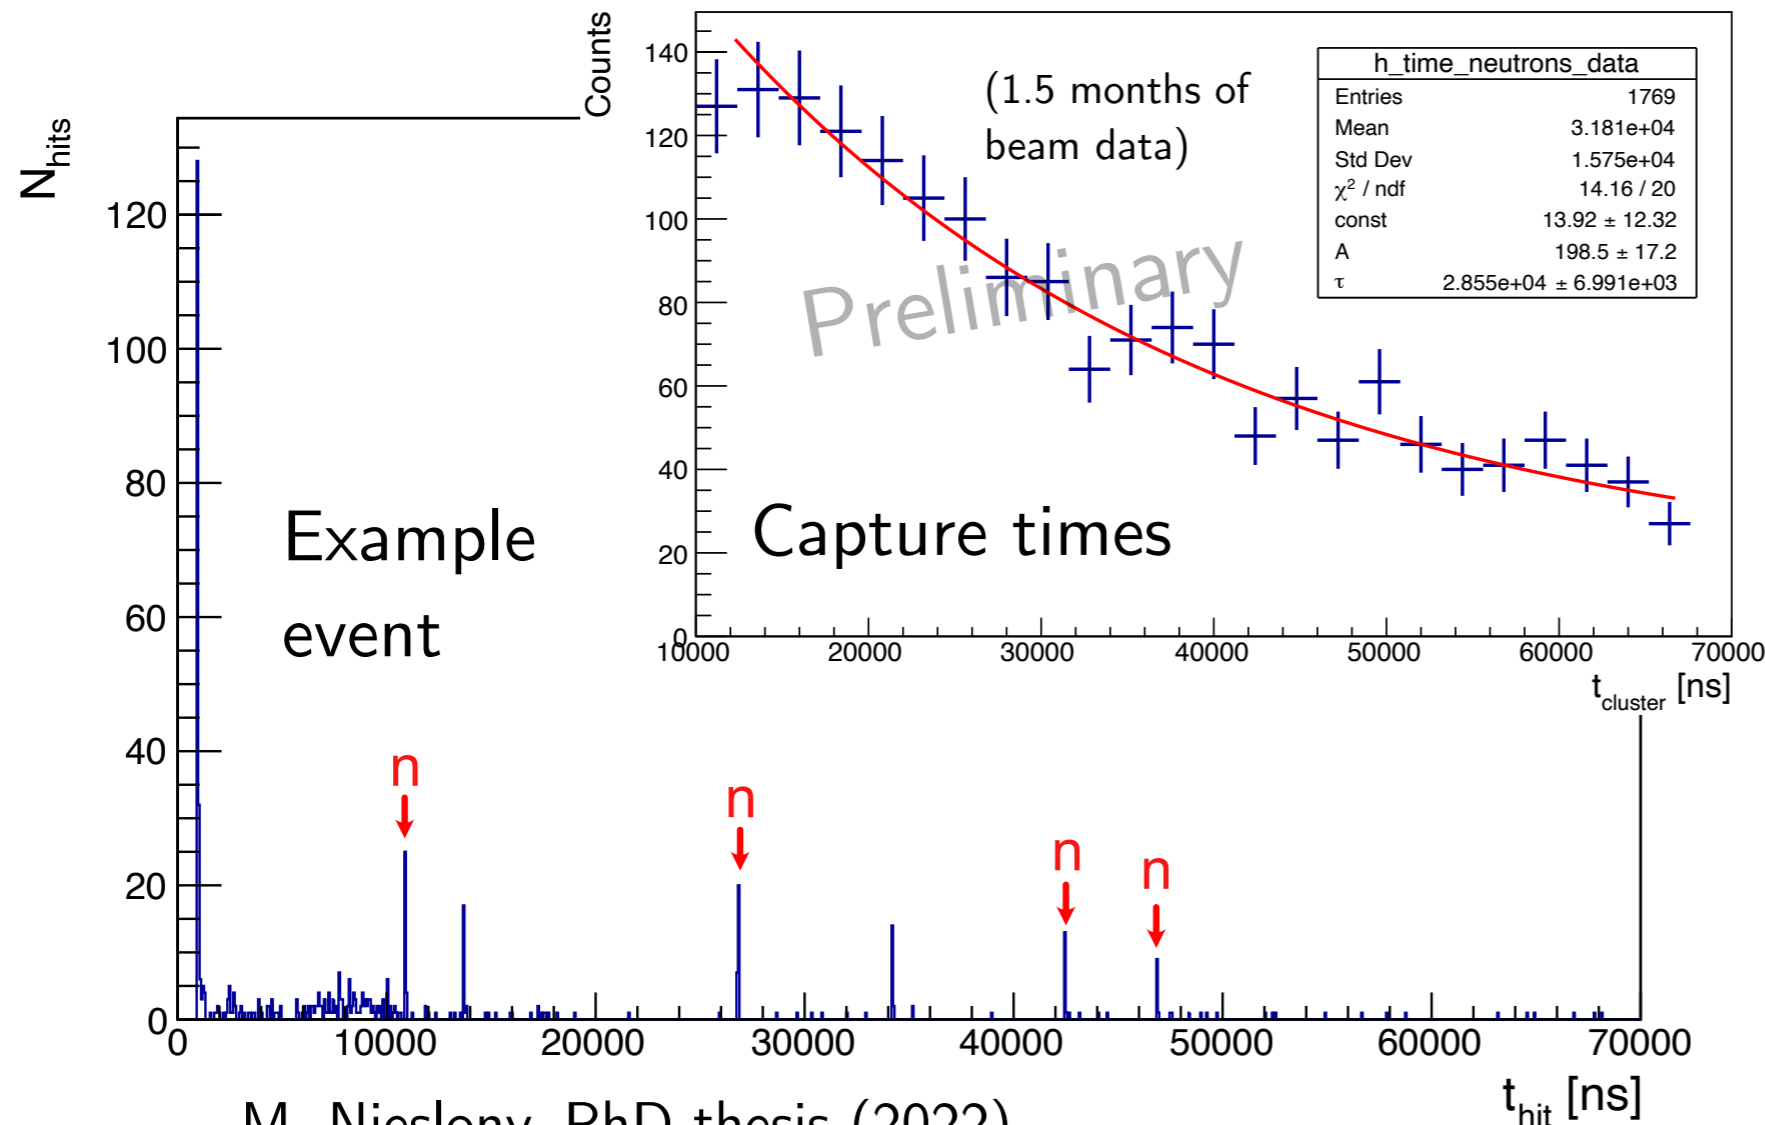 Counts
140
120
100
80
60
40
20
0
10000 20000 30000 40000 50000 60000 70000
t_cluster [ns]
(1.5 months of
beam data)
h_time_neutrons_data
Entries 1769
Mean 3.181e+04
Std Dev 1.575e+04
χ² / ndf 14.16 / 20
const 13.92 ± 12.32
A 198.5 ± 17.2
τ 2.855e+04 ± 6.991e+03
Preliminary
Capture times
N_hits
120
100
80
60
40
20
0
Example
event
n
n
n
n
0 10000 20000 30000 40000 50000 60000 70000
t_hit [ns]
M. Nieslony, PhD thesis (2022)